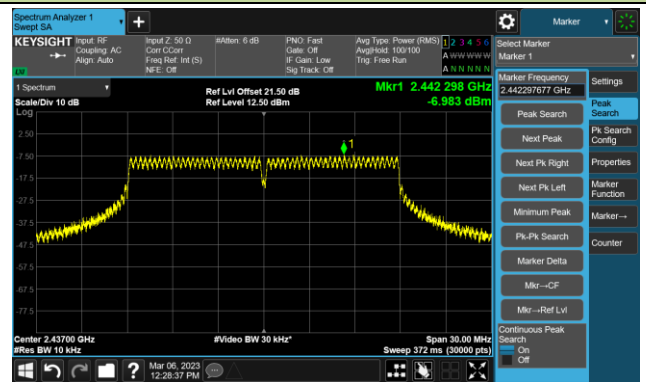 Spectrum Analyzer 1
Swept SA
Marker
KEYSIGHT
Input: RF
Coupling: AC
Align: Auto
Input Z: 50 Ω
Corr CCorr
Freq Ref: Int (S)
NFE: Off
#Atten: 6 dB
PNO: Fast
Gate: Off
IF Gain: Low
Sig Track: Off
Avg Type: Power (RMS)
Avg|Hold: 100/100
Trig: Free Run
1 2 3 4 5 6
A W W W W W
A N N N N N
Select Marker
Marker 1
1 Spectrum
Scale/Div 10 dB
Log
Ref Lvl Offset 21.50 dB
Ref Level 12.50 dBm
Mkr1 2.442 298 GHz
-6.983 dBm
2.50
-7.50
-17.5
-27.5
-37.5
-47.5
-57.5
-67.5
-77.5
1
Center 2.43700 GHz
#Res BW 10 kHz
#Video BW 30 kHz*
Span 30.00 MHz
Sweep 372 ms (30000 pts)
Marker Frequency
2.442297677 GHz
Peak Search
Next Peak
Next Pk Right
Next Pk Left
Minimum Peak
Pk-Pk Search
Marker Delta
Mkr→CF
Mkr→Ref Lvl
Continuous Peak
Search
On
Off
Settings
Peak
Search
Pk Search
Config
Properties
Marker
Function
Marker→
Counter
Mar 06, 2023
12:28:37 PM